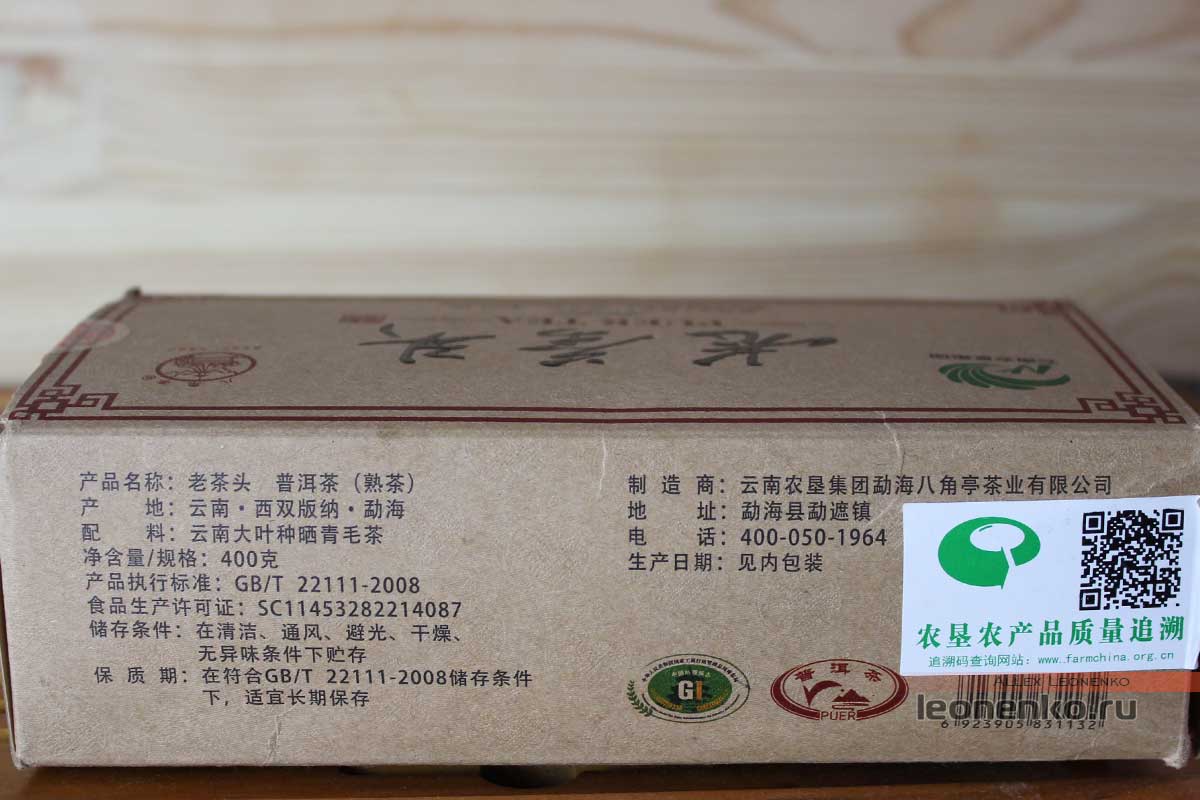 老茶头
PUER TEA
产品名称：老茶头 普洱茶（熟茶）
产 地：云南·西双版纳·勐海
配 料：云南大叶种晒青毛茶
净含量/规格：400克
产品执行标准：GB/T 22111-2008
食品生产许可证：SC11453282214087
储存条件：在清洁、通风、避光、干燥、
无异味条件下贮存
保 质 期：在符合GB/T 22111-2008储存条件
下，适宜长期保存
制 造 商：云南农垦集团勐海八角亭茶业有限公司
地 址：勐海县勐遮镇
电 话：400-050-1964
生产日期：见内包装
农垦农产品质量追溯
追溯码查询网站：www.farmchina.org.cn
GI
普洱茶
PUER
ALLEX LEONENKO
leonenko.ru
6 923905 831132